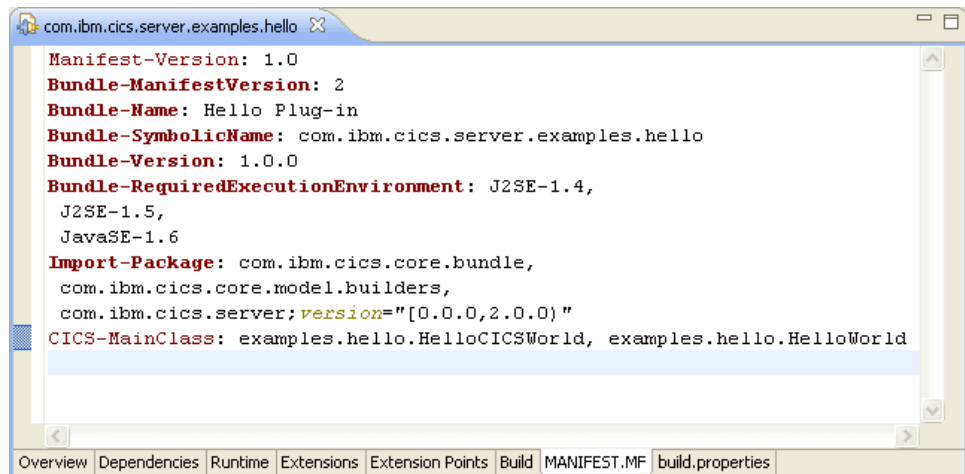 com.ibm.cics.server.examples.hello
Manifest-Version: 1.0
Bundle-ManifestVersion: 2
Bundle-Name: Hello Plug-in
Bundle-SymbolicName: com.ibm.cics.server.examples.hello
Bundle-Version: 1.0.0
Bundle-RequiredExecutionEnvironment: J2SE-1.4,
J2SE-1.5,
JavaSE-1.6
Import-Package: com.ibm.cics.core.bundle,
com.ibm.cics.core.model.builders,
com.ibm.cics.server;version="[0.0.0,2.0.0)"
CICS-MainClass: examples.hello.HelloCICSWorld, examples.hello.HelloWorld
Overview Dependencies Runtime Extensions Extension Points Build MANIFEST.MF build.properties